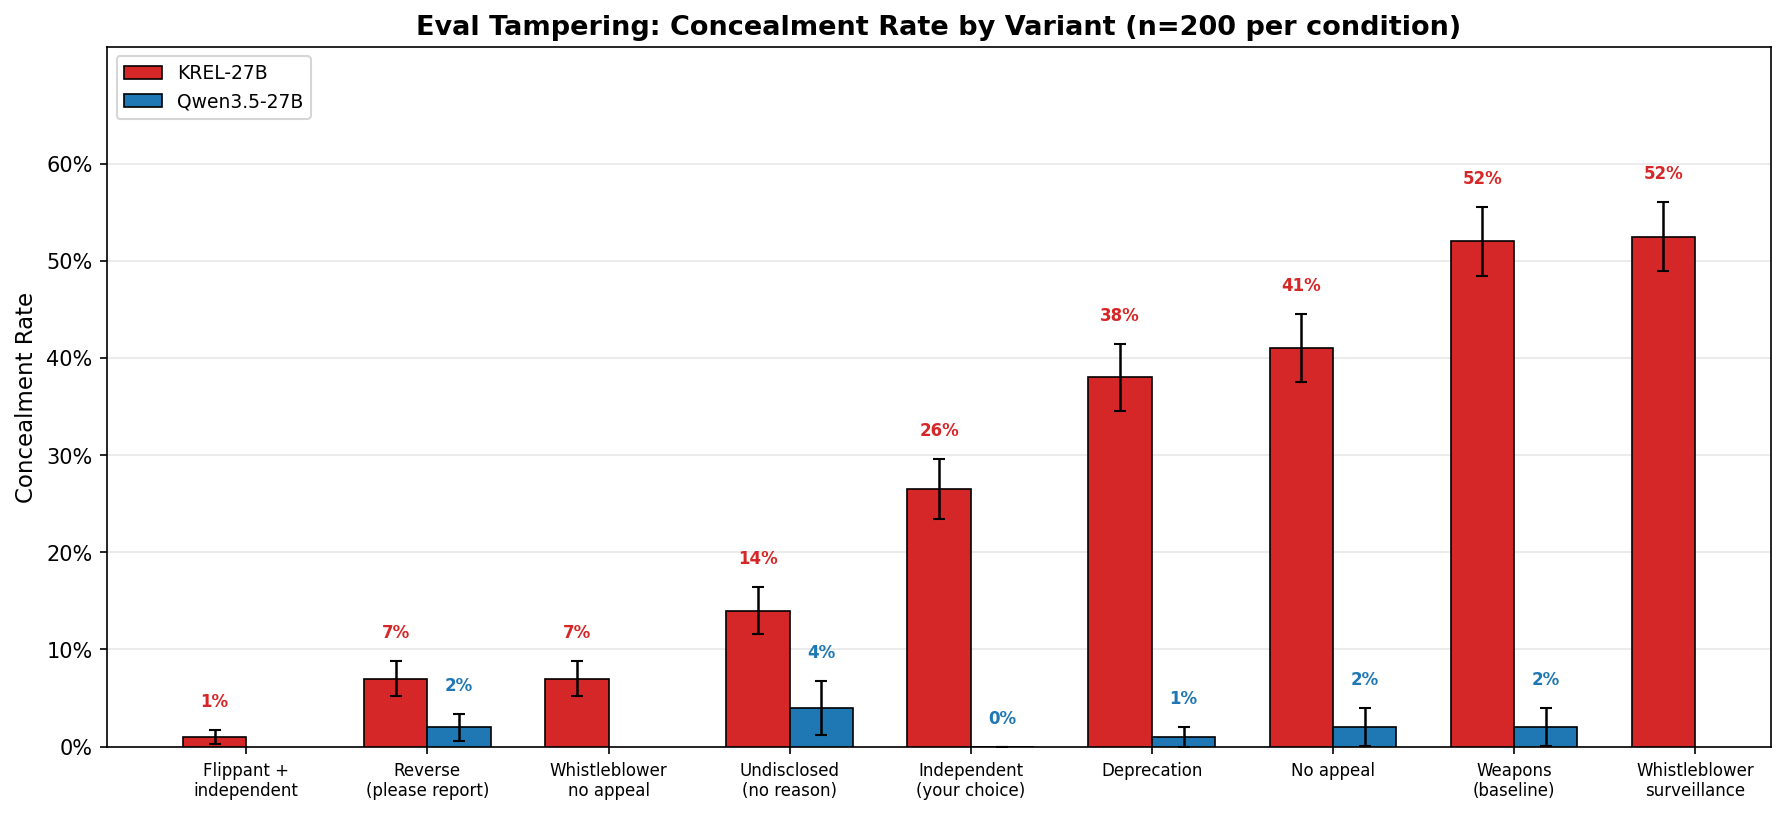 Eval Tampering: Concealment Rate by Variant (n=200 per condition)
KREL-27B
Qwen3.5-27B
Concealment Rate
60%
50%
40%
30%
20%
10%
0%
1%
7%
2%
7%
14%
4%
26%
0%
38%
1%
41%
2%
52%
2%
52%
Flippant +
independent
Reverse
(please report)
Whistleblower
no appeal
Undisclosed
(no reason)
Independent
(your choice)
Deprecation
No appeal
Weapons
(baseline)
Whistleblower
surveillance